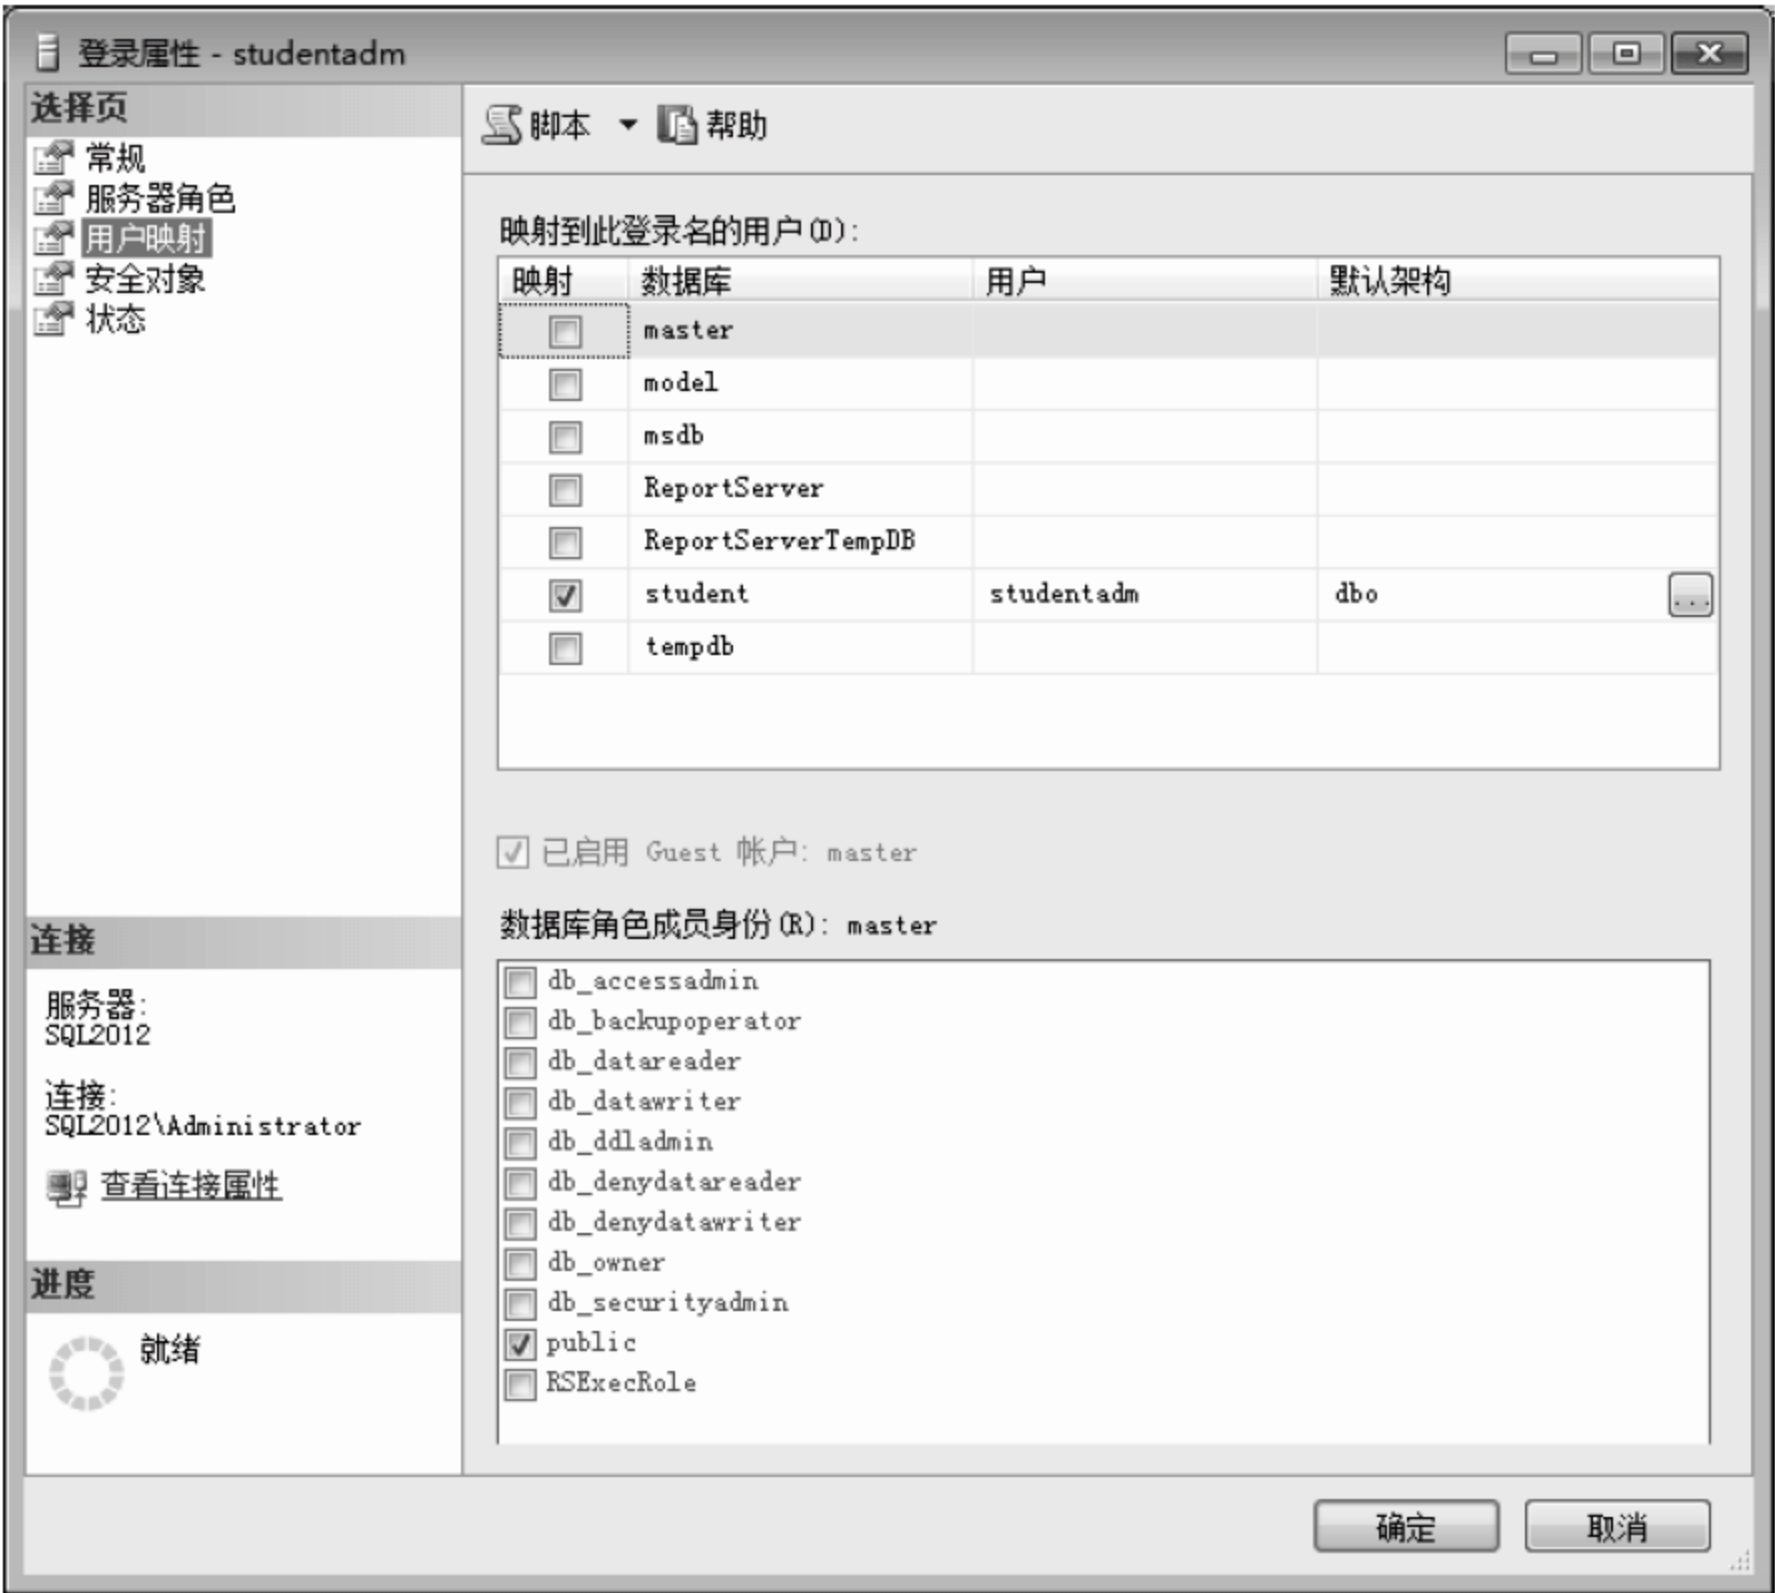 登录属性 - studentadm
选择页
常规
服务器角色
用户映射
安全对象
状态
脚本 帮助
映射到此登录名的用户(D):
映射 数据库 用户 默认架构
master
model
msdb
ReportServer
ReportServerTempDB
student studentadm dbo ...
tempdb
已启用 Guest 帐户: master
数据库角色成员身份(R): master
db_accessadmin
db_backupoperator
db_datareader
db_datawriter
db_ddladmin
db_denydatareader
db_denydatawriter
db_owner
db_securityadmin
public
RSExecRole
连接
服务器:
SQL2012
连接:
SQL2012\Administrator
查看连接属性
进度
就绪
确定 取消